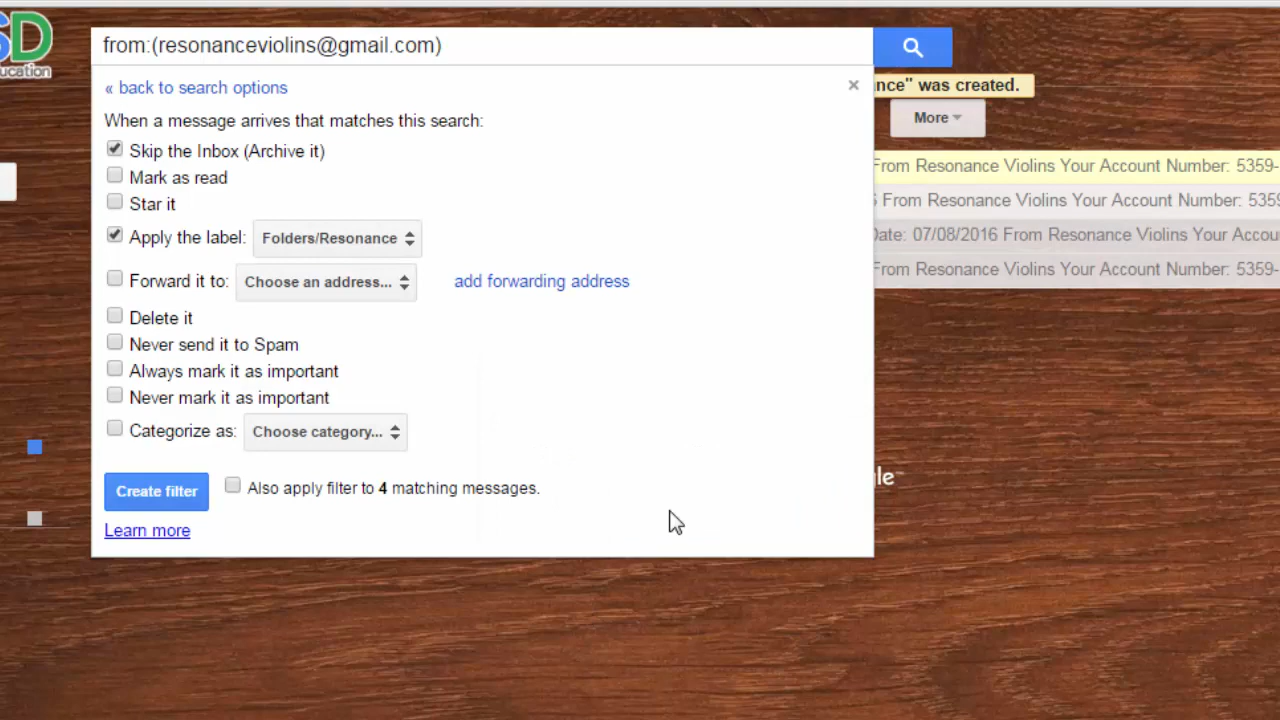 SD
ucation
from:(resonanceviolins@gmail.com)
nce" was created.
« back to search options
×
More
When a message arrives that matches this search:
Skip the Inbox (Archive it)
From Resonance Violins Your Account Number: 5359-
Mark as read
Star it
From Resonance Violins Your Account Number: 535
Apply the label: Folders/Resonance
Date: 07/08/2016 From Resonance Violins Your Accou
Forward it to: Choose an address... add forwarding address
From Resonance Violins Your Account Number: 5359-
Delete it
Never send it to Spam
Always mark it as important
Never mark it as important
Categorize as: Choose category...
gle™
Create filter Also apply filter to 4 matching messages.
Learn more